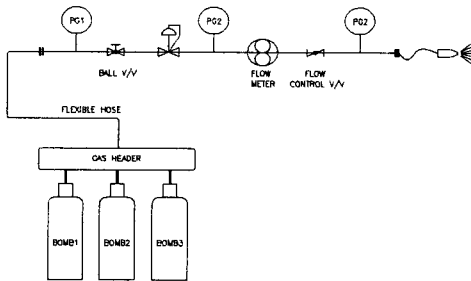 PG1
PG2
PG2
BALL V/V
FLOW
METER
FLOW
CONTROL V/V
FLEXIBLE HOSE
GAS HEADER
BOMB1
BOMB2
BOMB3